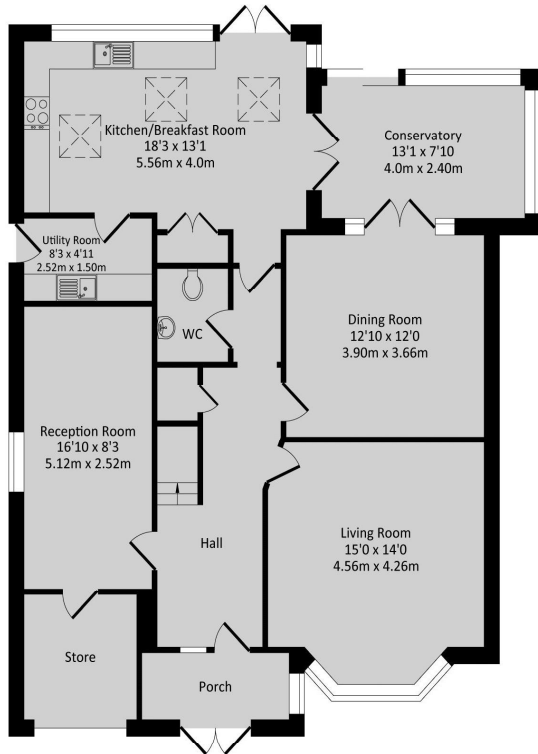 Kitchen/Breakfast Room
18'3 x 13'1
5.56m x 4.0m
Conservatory
13'1 x 7'10
4.0m x 2.40m
Utility Room
8'3 x 4'11
2.52m x 1.50m
WC
Dining Room
12'10 x 12'0
3.90m x 3.66m
Reception Room
16'10 x 8'3
5.12m x 2.52m
Hall
Living Room
15'0 x 14'0
4.56m x 4.26m
Store
Porch